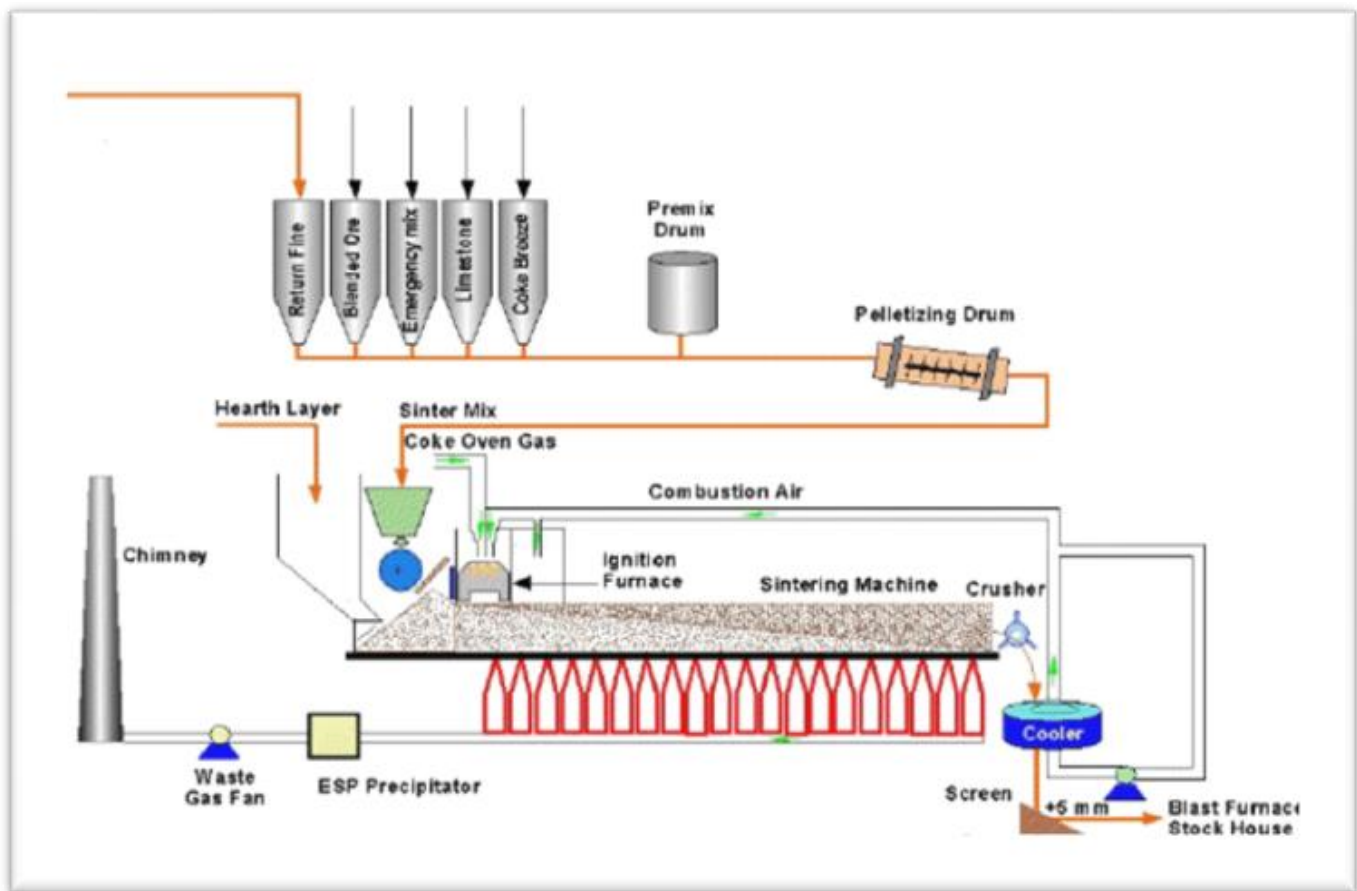 Return Fine
Blended Ore
Emergency mix
Limestone
Coke Breeze
Premix
Drum
Pelletizing Drum
Hearth Layer
Sinter Mix
Coke Oven Gas
Combustion Air
Chimney
Ignition
Furnace
Sintering Machine
Crusher
Cooler
Waste
Gas Fan
ESP Precipitator
Screen
+5 mm
Blast Furnace
Stock House